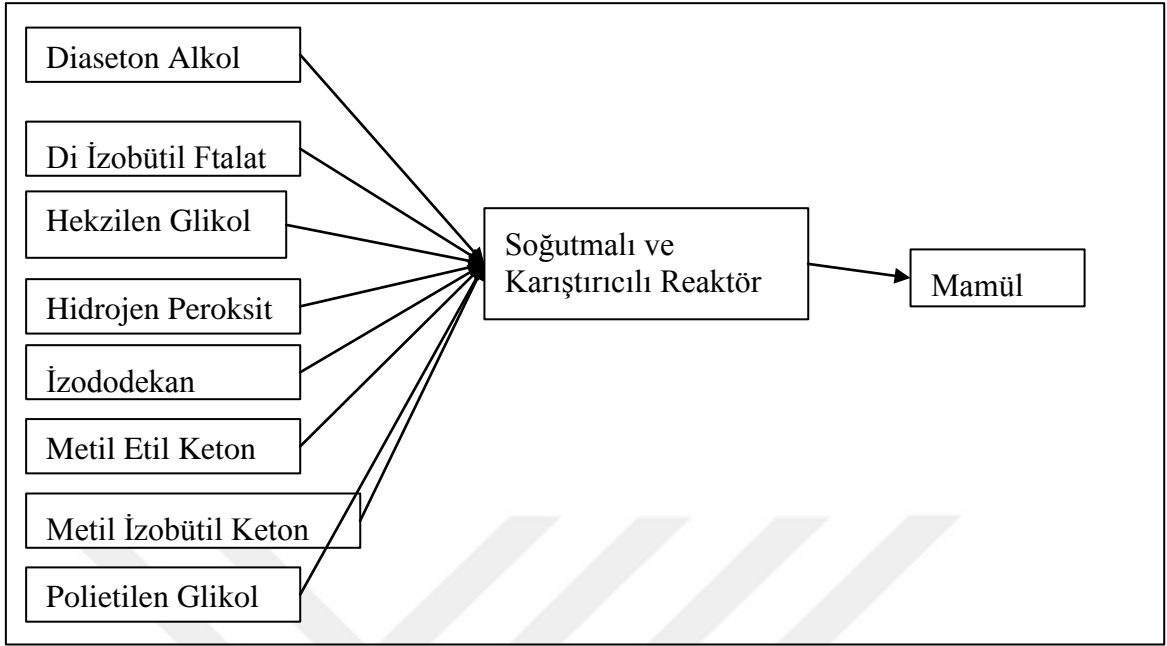 Diaseton Alkol
Di İzobütil Ftalat
Hekzilen Glikol
Hidrojen Peroksit
İzododekan
Metil Etil Keton
Metil İzobütil Keton
Polietilen Glikol
Soğutmalı ve
Karıştırıcılı Reaktör
Mamül